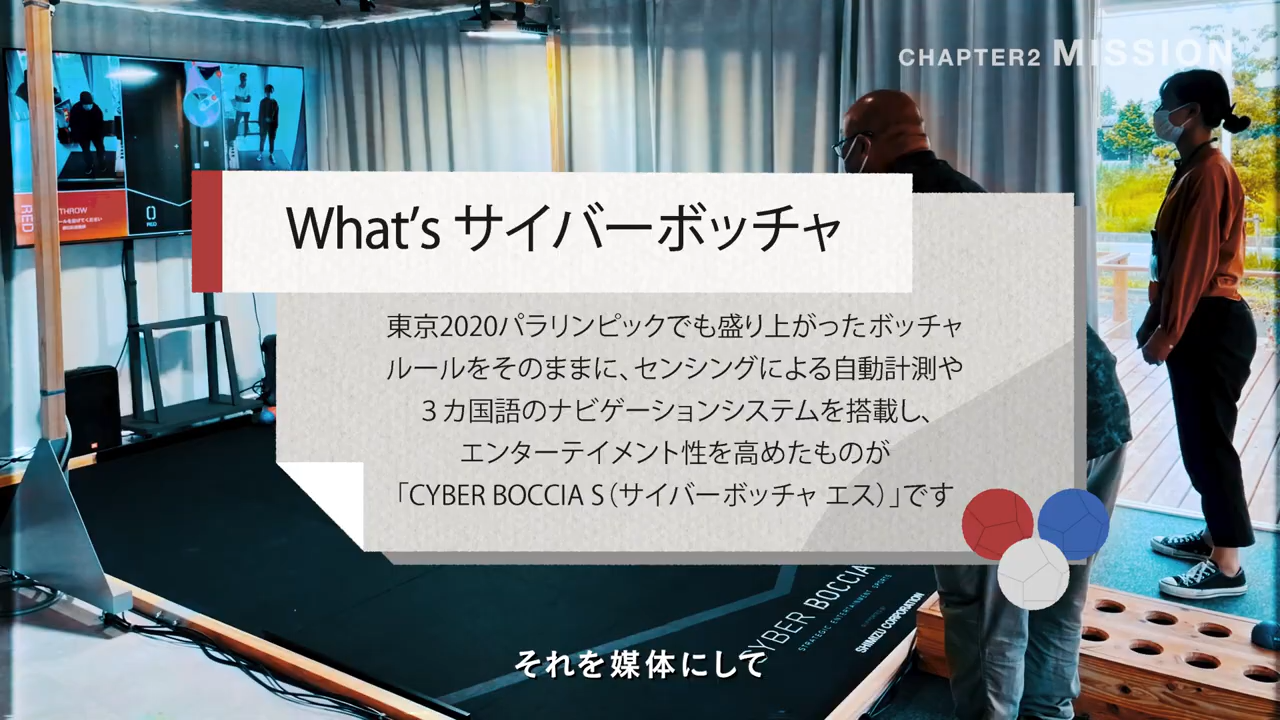 CHAPTER2 MISSION
What's サイバーボッチャ
東京2020パラリンピックでも盛り上がったボッチャ
ルールをそのままに、センシングによる自動計測や
3カ国語のナビゲーションシステムを搭載し、
エンターテイメント性を高めたものが
「CYBER BOCCIA S（サイバーボッチャ エス）」です
RED
THROW
0
CYBER BOCCIA
STRATEGIC ENTERTAINMENT SPORTS
SHIMIZU CORPORATION
それを媒体にして